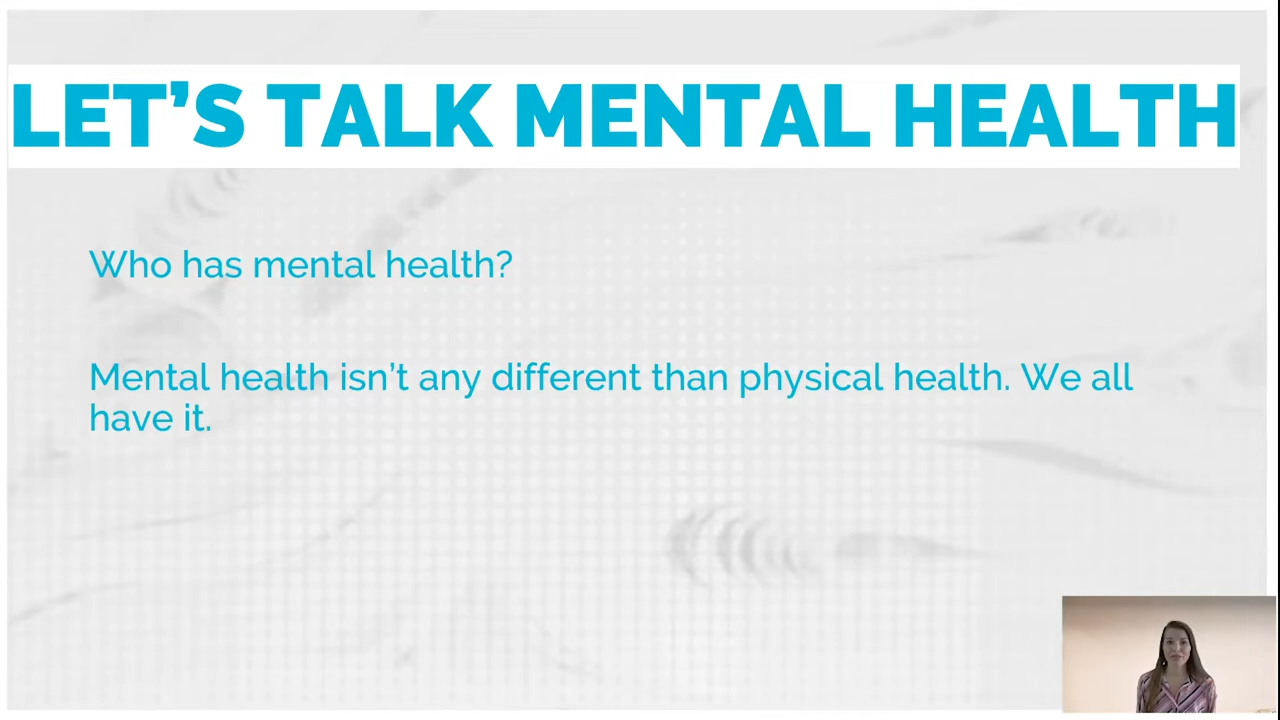 LET’S TALK MENTAL HEALTH
Who has mental health?
Mental health isn’t any different than physical health. We all
have it.